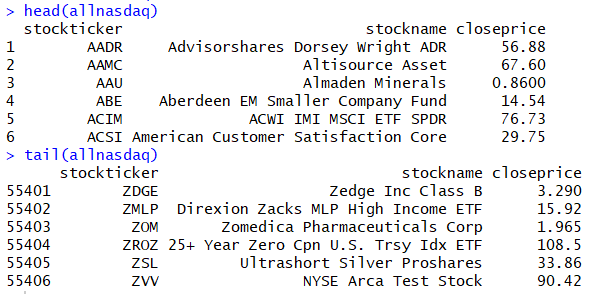 > head(allnasdaq)
  stockticker                       stockname closeprice
1        AADR   Advisorshares Dorsey Wright ADR      56.88
2        AAMC                 Altisource Asset      67.60
3         AAU                 Almaden Minerals     0.8600
4         ABE    Aberdeen EM Smaller Company Fund      14.54
5        ACIM           ACWI IMI MSCI ETF SPDR      76.73
6        ACSI American Customer Satisfaction Core      29.75
> tail(allnasdaq)
      stockticker                       stockname closeprice
55401        ZDGE                Zedge Inc Class B      3.290
55402        ZMLP  Direxion Zacks MLP High Income ETF      15.92
55403         ZOM        Zomedica Pharmaceuticals Corp      1.965
55404        ZROZ 25+ Year Zero Cpn U.S. Trsy Idx ETF      108.5
55405         ZSL        Ultrashort Silver Proshares      33.86
55406         ZVV             NYSE Arca Test Stock      90.42